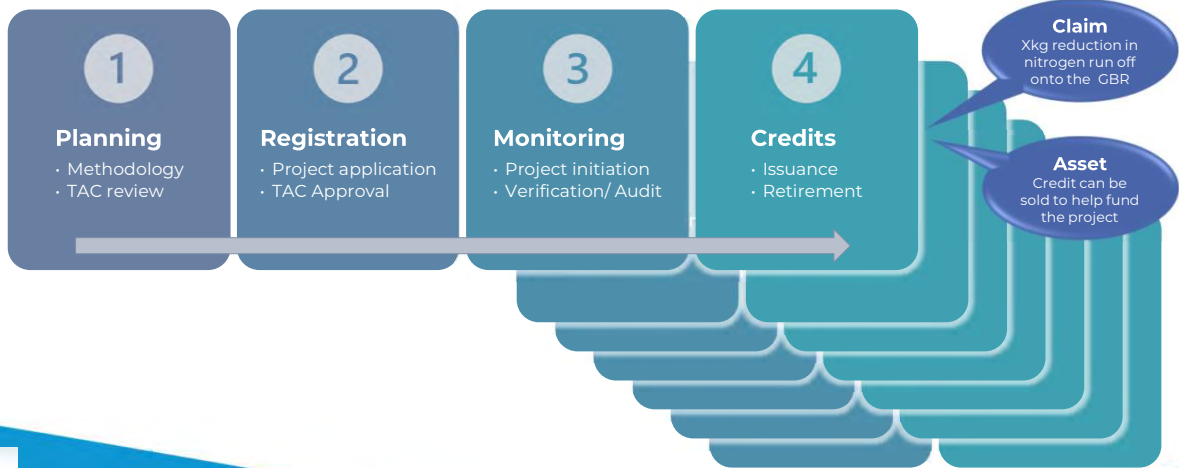 1
Planning
• Methodology
• TAC review
2
Registration
• Project application
• TAC Approval
3
Monitoring
• Project initiation
• Verification/ Audit
4
Credits
• Issuance
• Retirement
Claim
Xkg reduction in
nitrogen run off
onto the GBR
Asset
Credit can be
sold to help fund
the project